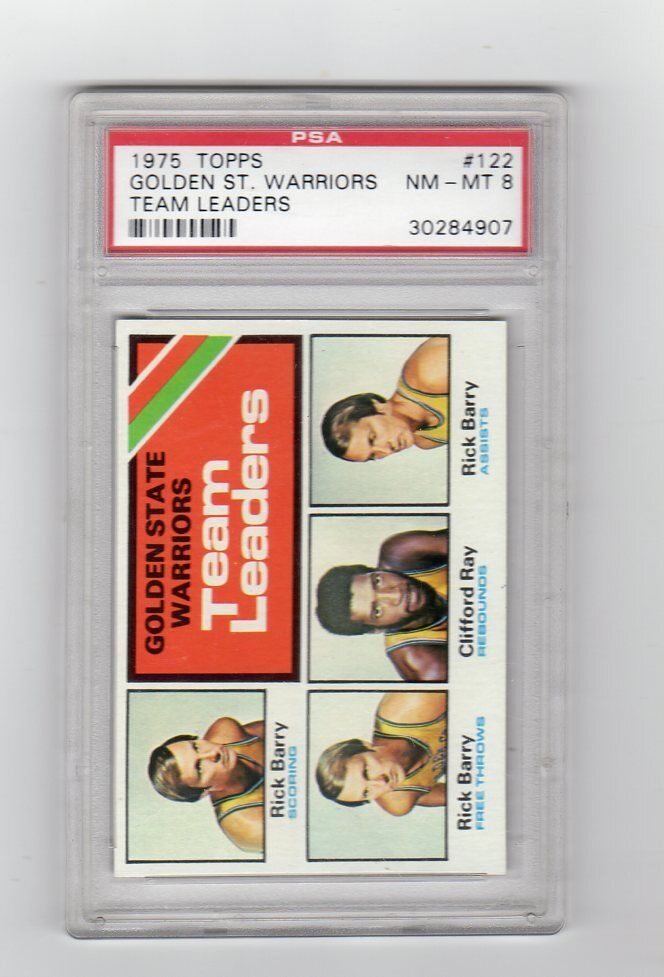 PSA
1975 TOPPS #122
GOLDEN ST. WARRIORS NM - MT 8
TEAM LEADERS
30284907
GOLDEN STATE
WARRIORS
Team
Leaders
Rick Barry
SCORING
Rick Barry
FREE THROWS
Clifford Ray
REBOUNDS
Rick Barry
ASSISTS